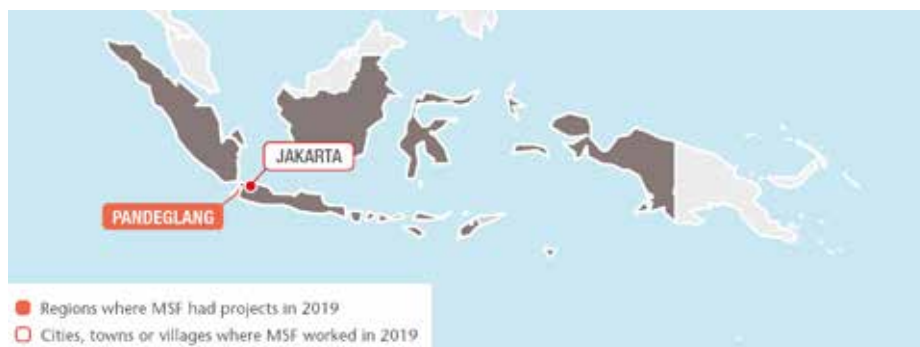 JAKARTA
PANDEGLANG
Regions where MSF had projects in 2019
Cities, towns or villages where MSF worked in 2019